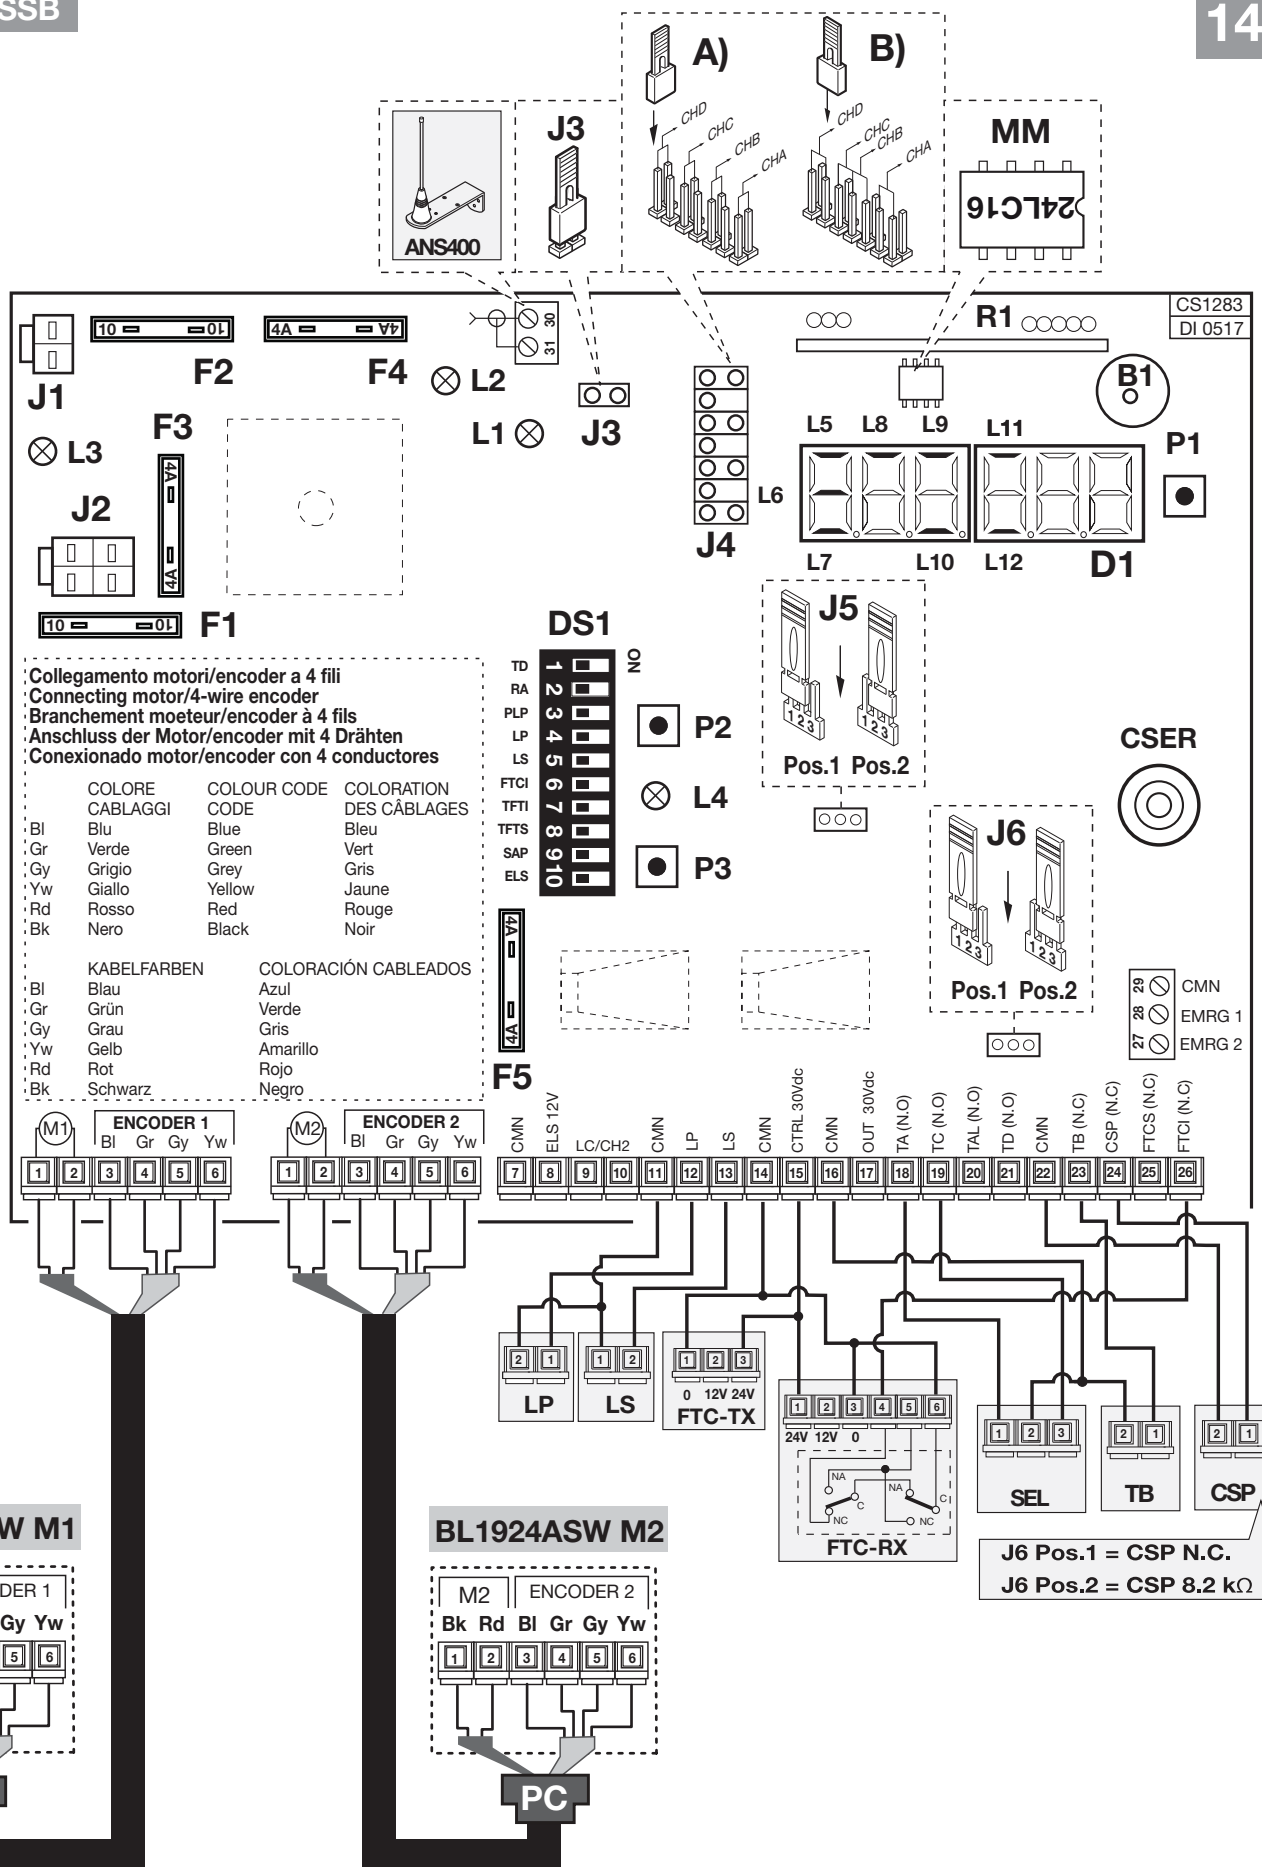 SSB
14
A)
B)
CHD
CHC
CHB
CHA
CHD
CHC
CHB
CHA
J3
ANS400
MM
24LC16
CS1283
DI 0517
J1
10
10
F2
4A
4A
F4
30
31
L2
L1
J3
J4
L6
R1
B1
P1
L3
F3
4A
4A
J2
10
10
F1
L5 L8 L9 L11
L7 L10 L12 D1
DS1
ON
TD 1
RA 2
PLP 3
LP 4
LS 5
FTCI 6
TFTI 7
TFTS 8
SAP 9
ELS 10
P2
L4
P3
J5
123
123
Pos.1 Pos.2
J6
123
123
Pos.1 Pos.2
CSER
29 CMN
28 EMRG 1
27 EMRG 2
Collegamento motori/encoder a 4 fili
Connecting motor/4-wire encoder
Branchement moeteur/encoder à 4 fils
Anschluss der Motor/encoder mit 4 Drähten
Conexionado motor/encoder con 4 conductores
COLORE COLOUR CODE COLORATION
CABLAGGI CODE DES CÂBLAGES
Bl Blu Blue Bleu
Gr Verde Green Vert
Gy Grigio Grey Gris
Yw Giallo Yellow Jaune
Rd Rosso Red Rouge
Bk Nero Black Noir
KABELFARBEN COLORACIÓN CABLEADOS
Bl Blau Azul
Gr Grün Verde
Gy Grau Gris
Yw Gelb Amarillo
Rd Rot Rojo
Bk Schwarz Negro
4A
4A
F5
M1
ENCODER 1
Bl Gr Gy Yw
1 2 3 4 5 6
M2
ENCODER 2
Bl Gr Gy Yw
1 2 3 4 5 6
CMN
ELS 12V
LC/CH2
CMN
LP
LS
CMN
CTRL 30Vdc
CMN
OUT 30Vdc
TA (N.O)
TC (N.O)
TAL (N.O)
TD (N.O)
CMN
TB (N.C)
CSP (N.C)
FTCS (N.C)
FTCI (N.C)
7 8 9 10 11 12 13 14 15 16 17 18 19 20 21 22 23 24 25 26
2 1
LP
1 2
LS
1 2 3
0 12V 24V
FTC-TX
1 2 3 4 5 6
24V 12V 0
NA
C
NC
NA
C
NC
FTC-RX
1 2 3
SEL
2 1
TB
2 1
CSP
J6 Pos.1 = CSP N.C.
J6 Pos.2 = CSP 8.2 kΩ
W M1
DER 1
Gy Yw
5 6
BL1924ASW M2
M2 ENCODER 2
Bk Rd Bl Gr Gy Yw
1 2 3 4 5 6
PC